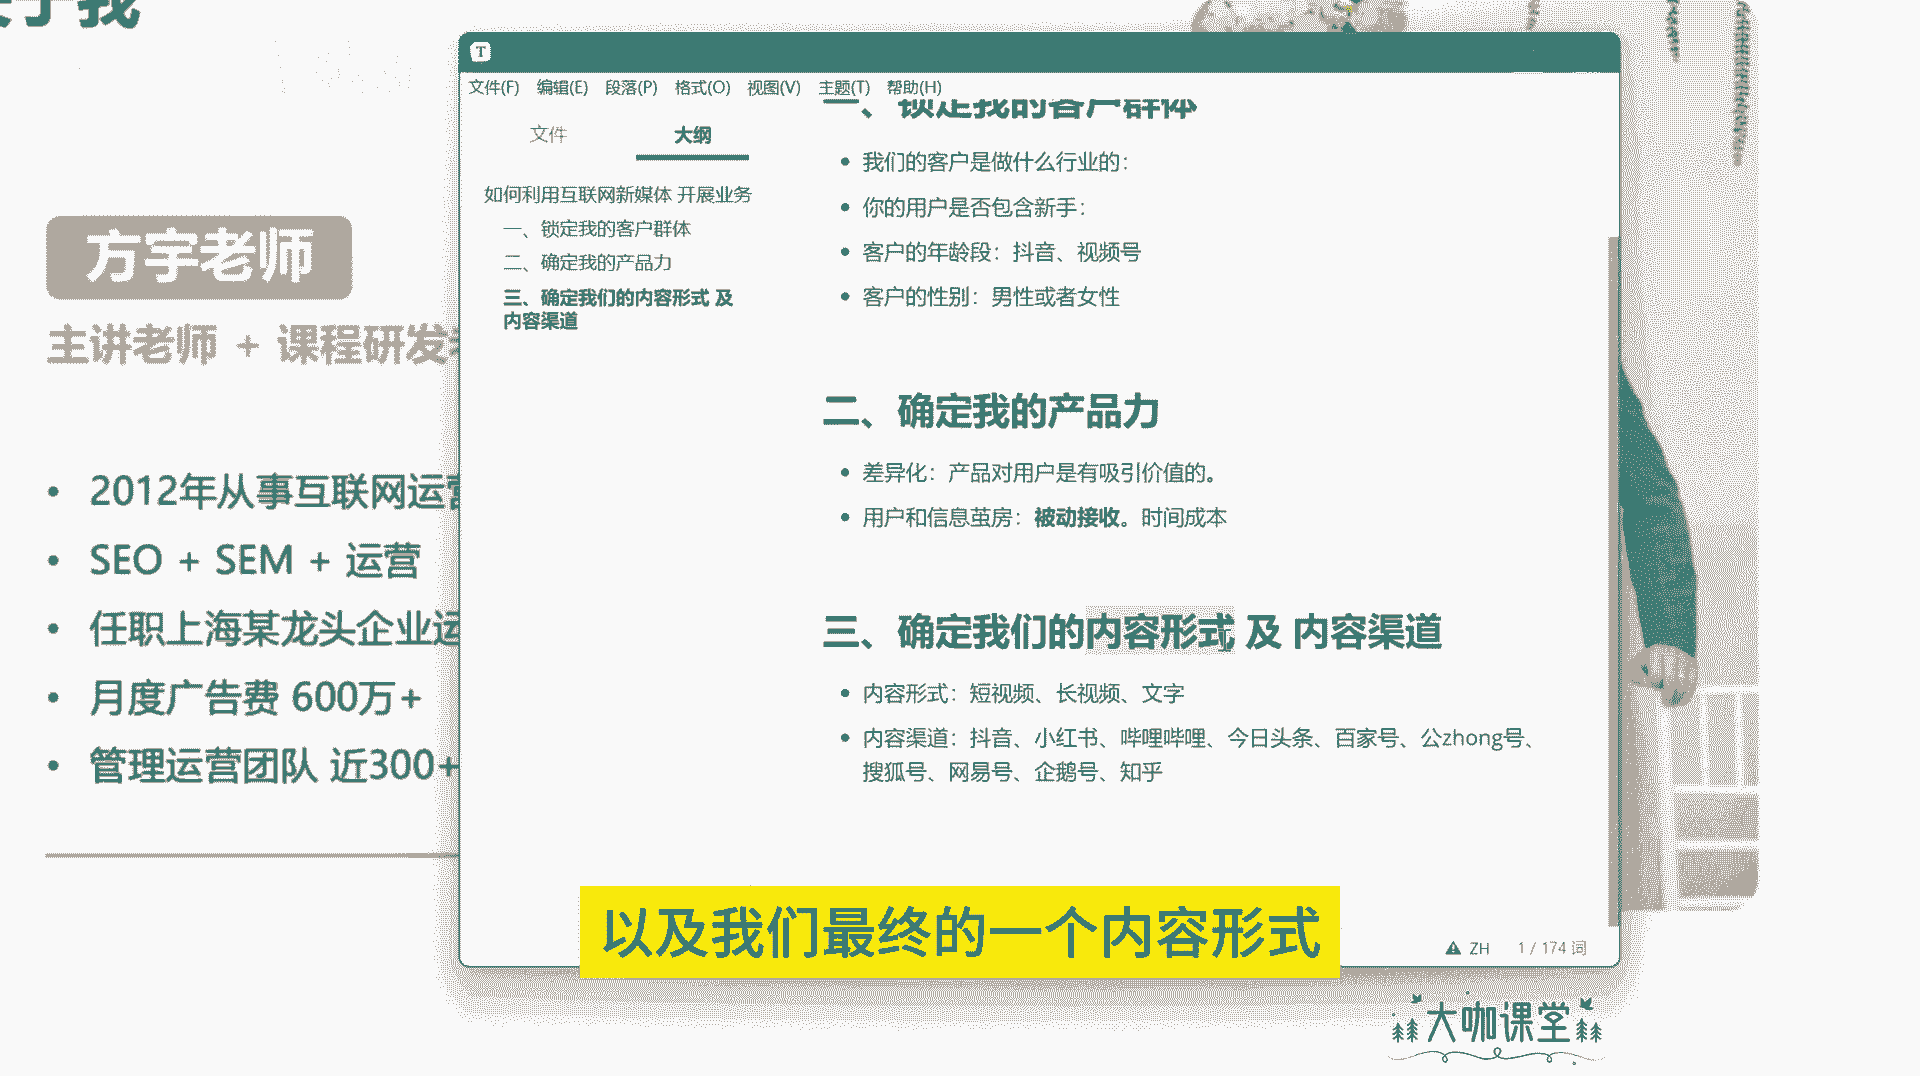 方宇老师
主讲老师 + 课程研发
2012年从事互联网运营
SEO + SEM + 运营
任职上海某龙头企业运
月度广告费 600万+
管理运营团队 近300+
T
文件(F) 编辑(E) 段落(P) 格式(O) 视图(V) 主题(T) 帮助(H)
文件 大纲
如何利用互联网新媒体 开展业务
一、锁定我的客户群体
二、确定我的产品力
三、确定我们的内容形式 及
内容渠道
一、锁定我的客户群体
我们的客户是做什么行业的：
你的用户是否包含新手：
客户的年龄段：抖音、视频号
客户的性别：男性或者女性
二、确定我的产品力
差异化：产品对用户是有吸引价值的。
用户和信息茧房：被动接收。时间成本
三、确定我们的内容形式 及 内容渠道
内容形式：短视频、长视频、文字
内容渠道：抖音、小红书、哔哩哔哩、今日头条、百家号、公zhong号、
搜狐号、网易号、企鹅号、知乎
ZH 1 / 174 词
以及我们最终的一个内容形式
大咖课堂